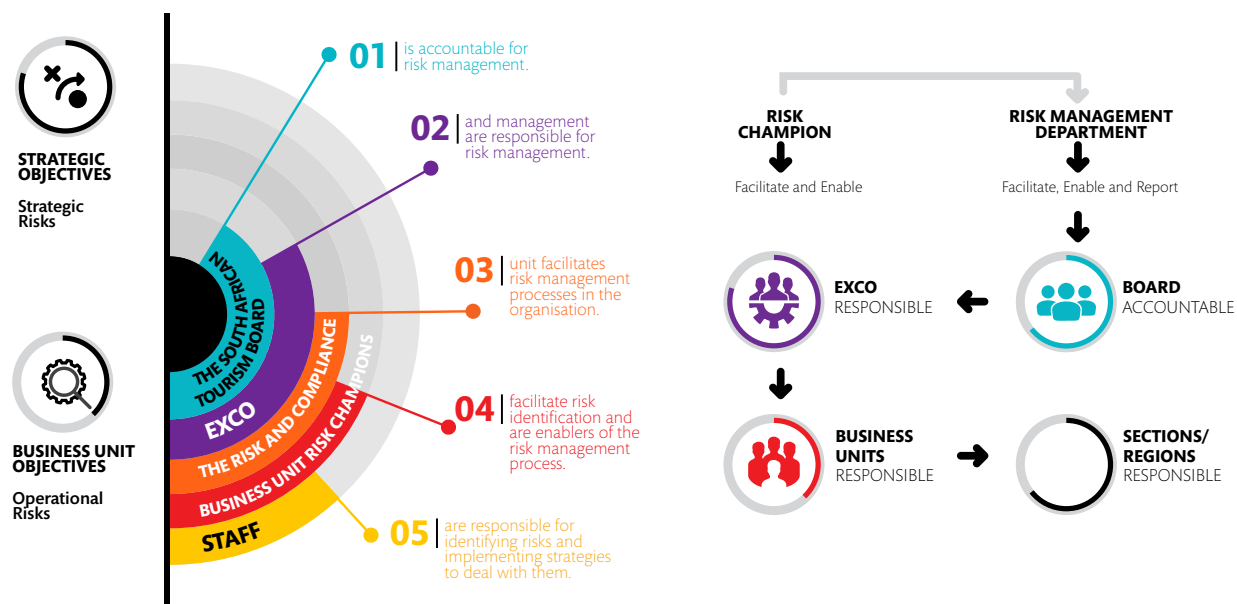 STRATEGIC
OBJECTIVES
Strategic
Risks
BUSINESS UNIT
OBJECTIVES
Operational
Risks
THE SOUTH AFRICAN
TOURISM BOARD
EXCO
THE RISK AND COMPLIANCE
BUSINESS UNIT RISK CHAMPIONS
STAFF
01
is accountable for
risk management.
02
and management
are responsible for
risk management.
03
unit facilitates
risk management
processes in the
organisation.
04
facilitate risk
identification and
are enablers of the
risk management
process.
05
are responsible for
identifying risks and
implementing strategies
to deal with them.
RISK
CHAMPION
Facilitate and Enable
RISK MANAGEMENT
DEPARTMENT
Facilitate, Enable and Report
EXCO
RESPONSIBLE
BOARD
ACCOUNTABLE
BUSINESS
UNITS
RESPONSIBLE
SECTIONS/
REGIONS
RESPONSIBLE